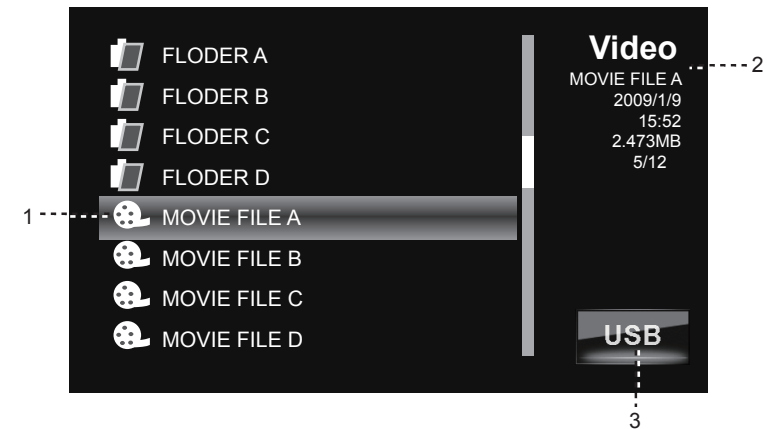 FLODER A
FLODER B
FLODER C
FLODER D
1
MOVIE FILE A
MOVIE FILE B
MOVIE FILE C
MOVIE FILE D
Video
2
MOVIE FILE A
2009/1/9
15:52
2.473MB
5/12
USB
3